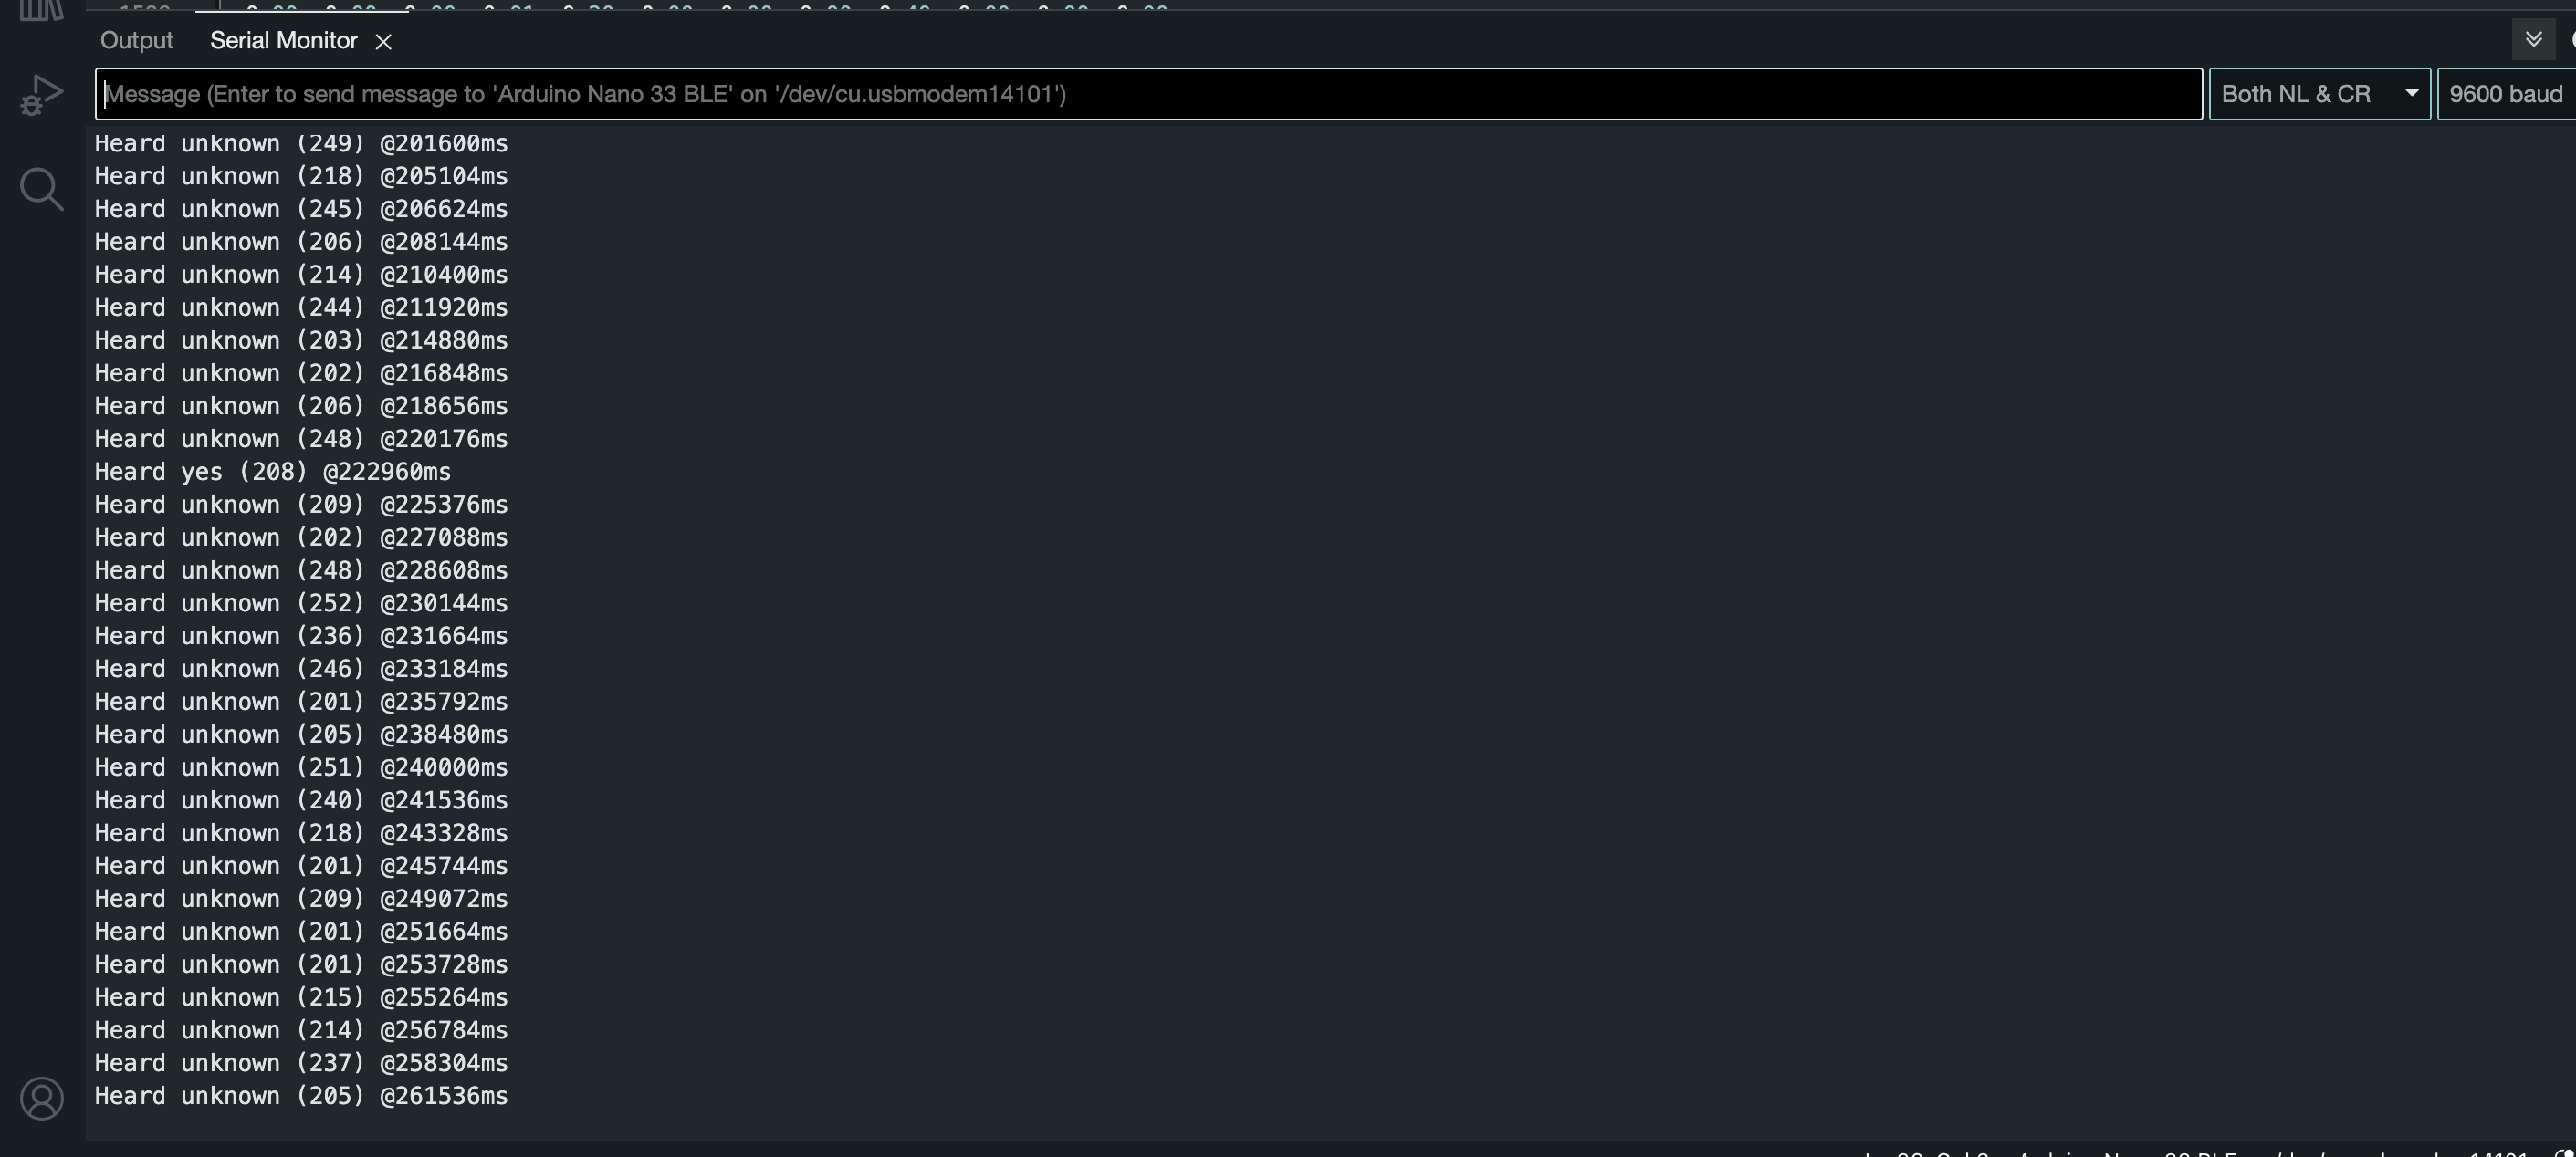 Output Serial Monitor
Message (Enter to send message to 'Arduino Nano 33 BLE' on '/dev/cu.usbmodem14101') Both NL & CR 9600 baud
Heard unknown (249) @201600ms
Heard unknown (218) @205104ms
Heard unknown (245) @206624ms
Heard unknown (206) @208144ms
Heard unknown (214) @210400ms
Heard unknown (244) @211920ms
Heard unknown (203) @214880ms
Heard unknown (202) @216848ms
Heard unknown (206) @218656ms
Heard unknown (248) @220176ms
Heard yes (208) @222960ms
Heard unknown (209) @225376ms
Heard unknown (202) @227088ms
Heard unknown (248) @228608ms
Heard unknown (252) @230144ms
Heard unknown (236) @231664ms
Heard unknown (246) @233184ms
Heard unknown (201) @235792ms
Heard unknown (205) @238480ms
Heard unknown (251) @240000ms
Heard unknown (240) @241536ms
Heard unknown (218) @243328ms
Heard unknown (201) @245744ms
Heard unknown (209) @249072ms
Heard unknown (201) @251664ms
Heard unknown (201) @253728ms
Heard unknown (215) @255264ms
Heard unknown (214) @256784ms
Heard unknown (237) @258304ms
Heard unknown (205) @261536ms